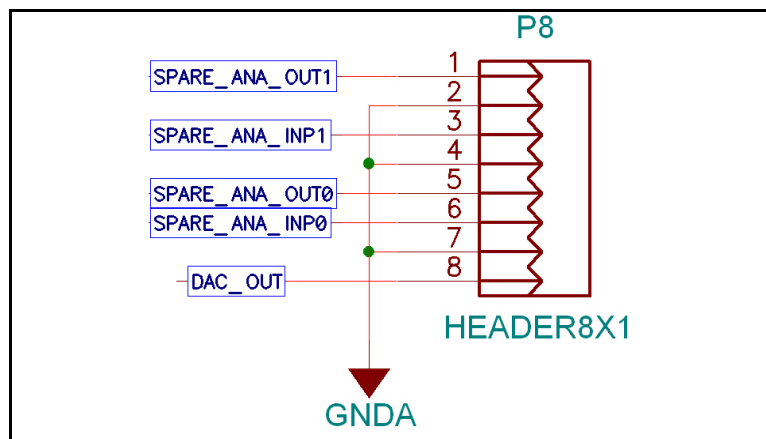 P8
SPARE_ANA_OUT1 1
2
SPARE_ANA_INP1 3
4
SPARE_ANA_OUT0 5
SPARE_ANA_INP0 6
7
DAC_OUT 8
HEADER8X1
GNDA